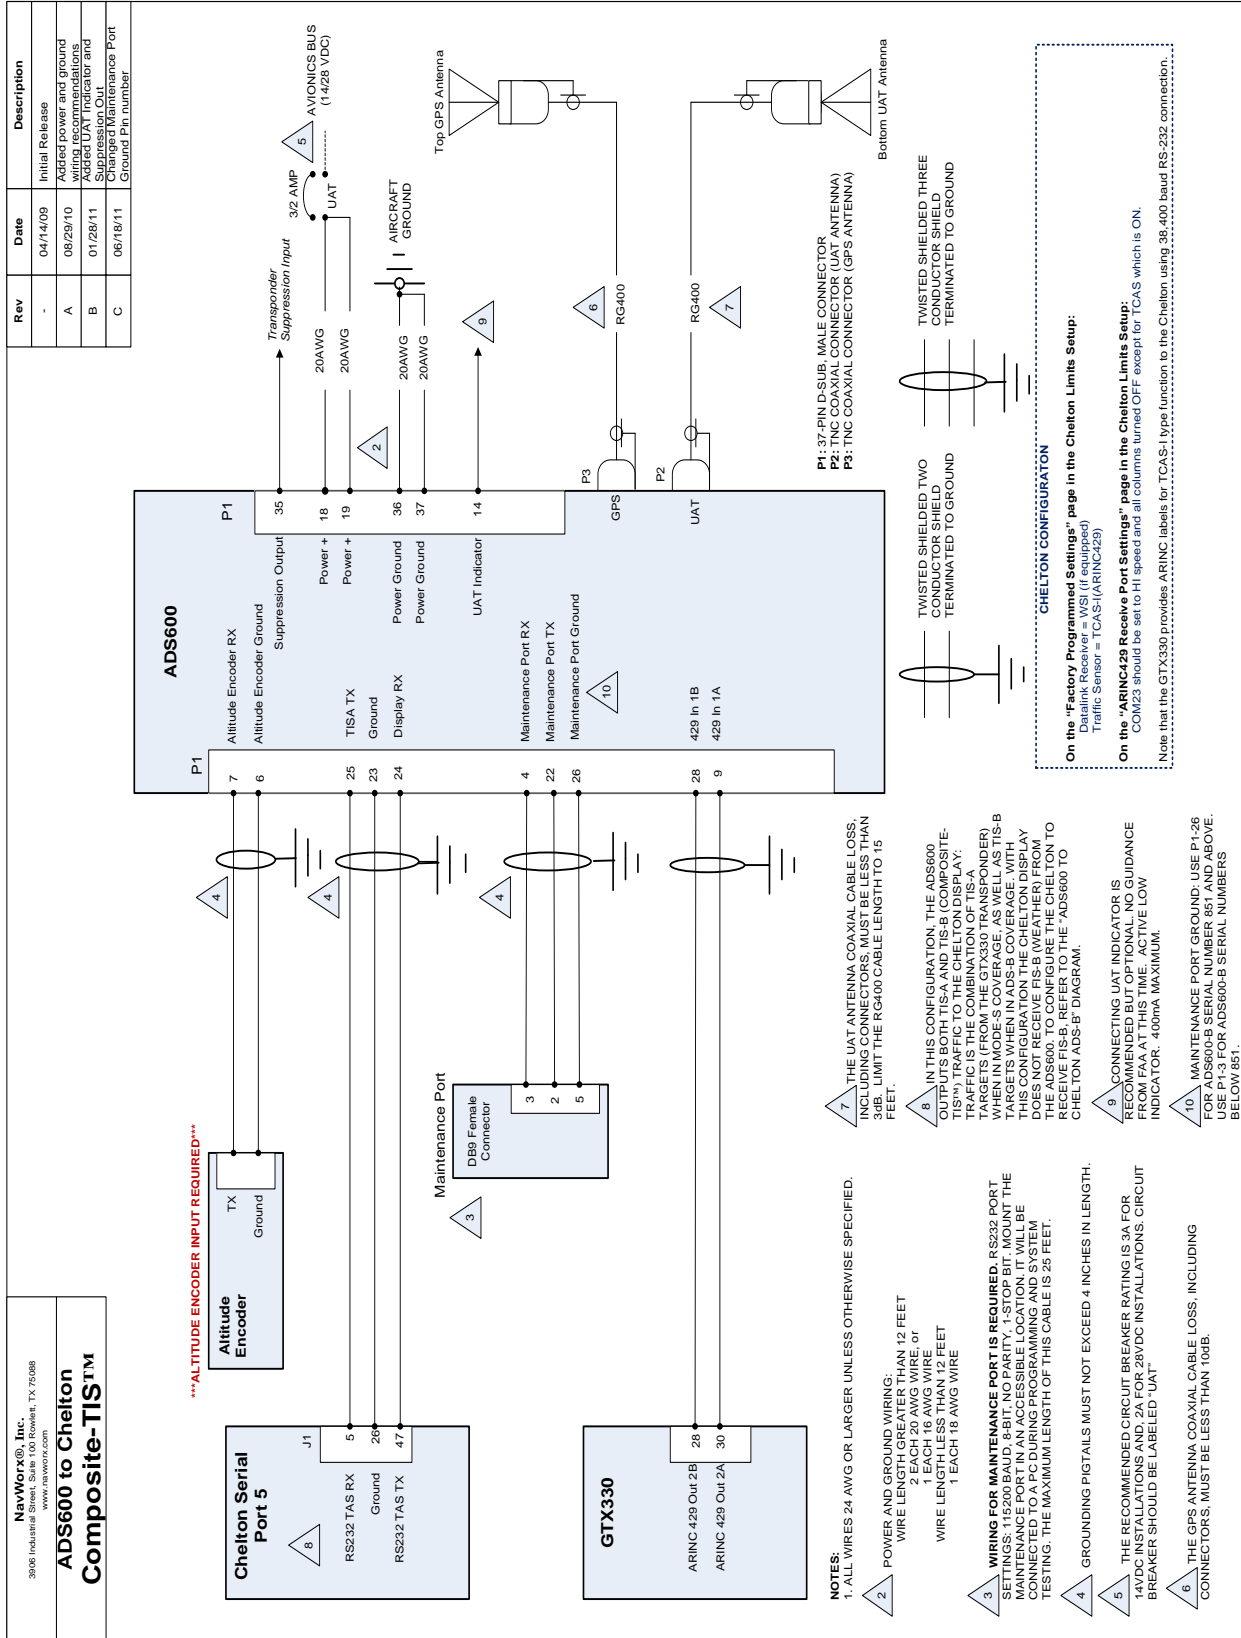 NavWorx®, Inc.
3906 Industrial Street, Suite 100 Rowlett, TX 75088
www.navworx.com
ADS600 to Chelton
Composite-TIS™
Rev Date Description
- 04/14/09 Initial Release
A 08/29/10 Added power and ground
wiring recommendations
B 01/28/11 Added UAT Indicator and
Suppression Out
C 06/18/11 Changed Maintenance Port
Ground Pin number
***ALTITUDE ENCODER INPUT REQUIRED***
Altitude
Encoder
TX
Ground
4
Chelton Serial
Port 5
8
J1
RS232 TAS RX 5
Ground 26
RS232 TAS TX 47
4
Maintenance Port
3
DB9 Female
Connector
3
2
5
4
GTX330
ARINC 429 Out 2B 28
ARINC 429 Out 2A 30
ADS600
P1
7 Altitude Encoder RX
6 Altitude Encoder Ground
25 TISA TX
23 Ground
24 Display RX
4 Maintenance Port RX
22 Maintenance Port TX
26 Maintenance Port Ground
10
28 429 In 1B
9 429 In 1A
P1
Suppression Output 35
Power + 18
Power + 19
Power Ground 36
Power Ground 37
UAT Indicator 14
GPS P3
UAT P2
Transponder
Suppression Input
20AWG
20AWG
3/2 AMP
UAT
5
AVIONICS BUS
(14/28 VDC)
2
20AWG
20AWG
AIRCRAFT
GROUND
9
6
RG400
Top GPS Antenna
RG400
7
Bottom UAT Antenna
P1: 37-PIN D-SUB, MALE CONNECTOR
P2: TNC COAXIAL CONNECTOR (UAT ANTENNA)
P3: TNC COAXIAL CONNECTOR (GPS ANTENNA)
TWISTED SHIELDED TWO
CONDUCTOR SHIELD
TERMINATED TO GROUND
TWISTED SHIELDED THREE
CONDUCTOR SHIELD
TERMINATED TO GROUND
CHELTON CONFIGURATON
On the "Factory Programmed Settings" page in the Chelton Limits Setup:
Datalink Receiver = WSI (if equipped)
Traffic Sensor = TCAS-I(ARINC429)
On the "ARINC429 Receive Port Settings" page in the Chelton Limits Setup:
COM23 should be set to HI speed and all columns turned OFF except for TCAS which is ON.
Note that the GTX330 provides ARINC labels for TCAS-I type function to the Chelton using 38,400 baud RS-232 connection.
NOTES:
1. ALL WIRES 24 AWG OR LARGER UNLESS OTHERWISE SPECIFIED.
2 POWER AND GROUND WIRING:
WIRE LENGTH GREATER THAN 12 FEET
2 EACH 20 AWG WIRE, or
1 EACH 16 AWG WIRE
WIRE LENGTH LESS THAN 12 FEET
1 EACH 18 AWG WIRE
3 WIRING FOR MAINTENANCE PORT IS REQUIRED. RS232 PORT
SETTINGS: 115200 BAUD, 8-BIT, NO PARITY, 1-STOP BIT. MOUNT THE
MAINTENANCE PORT IN AN ACCESSIBLE LOCATION. IT WILL BE
CONNECTED TO A PC DURING PROGRAMMING AND SYSTEM
TESTING. THE MAXIMUM LENGTH OF THIS CABLE IS 25 FEET.
4 GROUNDING PIGTAILS MUST NOT EXCEED 4 INCHES IN LENGTH.
5 THE RECOMMENDED CIRCUIT BREAKER RATING IS 3A FOR
14VDC INSTALLATIONS AND, 2A FOR 28VDC INSTALLATIONS. CIRCUIT
BREAKER SHOULD BE LABELED "UAT"
6 THE GPS ANTENNA COAXIAL CABLE LOSS, INCLUDING
CONNECTORS, MUST BE LESS THAN 10dB.
7 THE UAT ANTENNA COAXIAL CABLE LOSS,
INCLUDING CONNECTORS, MUST BE LESS THAN
3dB. LIMIT THE RG400 CABLE LENGTH TO 15
FEET.
8 IN THIS CONFIGURATION, THE ADS600
OUTPUTS BOTH TIS-A AND TIS-B (COMPOSITE-
TIS™) TRAFFIC TO THE CHELTON DISPLAY:
TRAFFIC IS THE COMBINATION OF TIS-A
TARGETS (FROM THE GTX330 TRANSPONDER)
WHEN IN MODE-S COVERAGE, AS WELL AS TIS-B
TARGETS WHEN IN ADS-B COVERAGE. WITH
THIS CONFIGURATION THE CHELTON DISPLAY
DOES NOT RECEIVE FIS-B (WEATHER) FROM
THE ADS600. TO CONFIGURE THE CHELTON TO
RECEIVE FIS-B, REFER TO THE "ADS600 TO
CHELTON ADS-B" DIAGRAM.
9 CONNECTING UAT INDICATOR IS
RECOMMENDED BUT OPTIONAL. NO GUIDANCE
FROM FAA AT THIS TIME. ACTIVE LOW
INDICATOR. 400mA MAXIMUM.
10 MAINTENANCE PORT GROUND: USE P1-26
FOR ADS600-B SERIAL NUMBER 851 AND ABOVE.
USE P1-3 FOR ADS600-B SERIAL NUMBERS
BELOW 851.